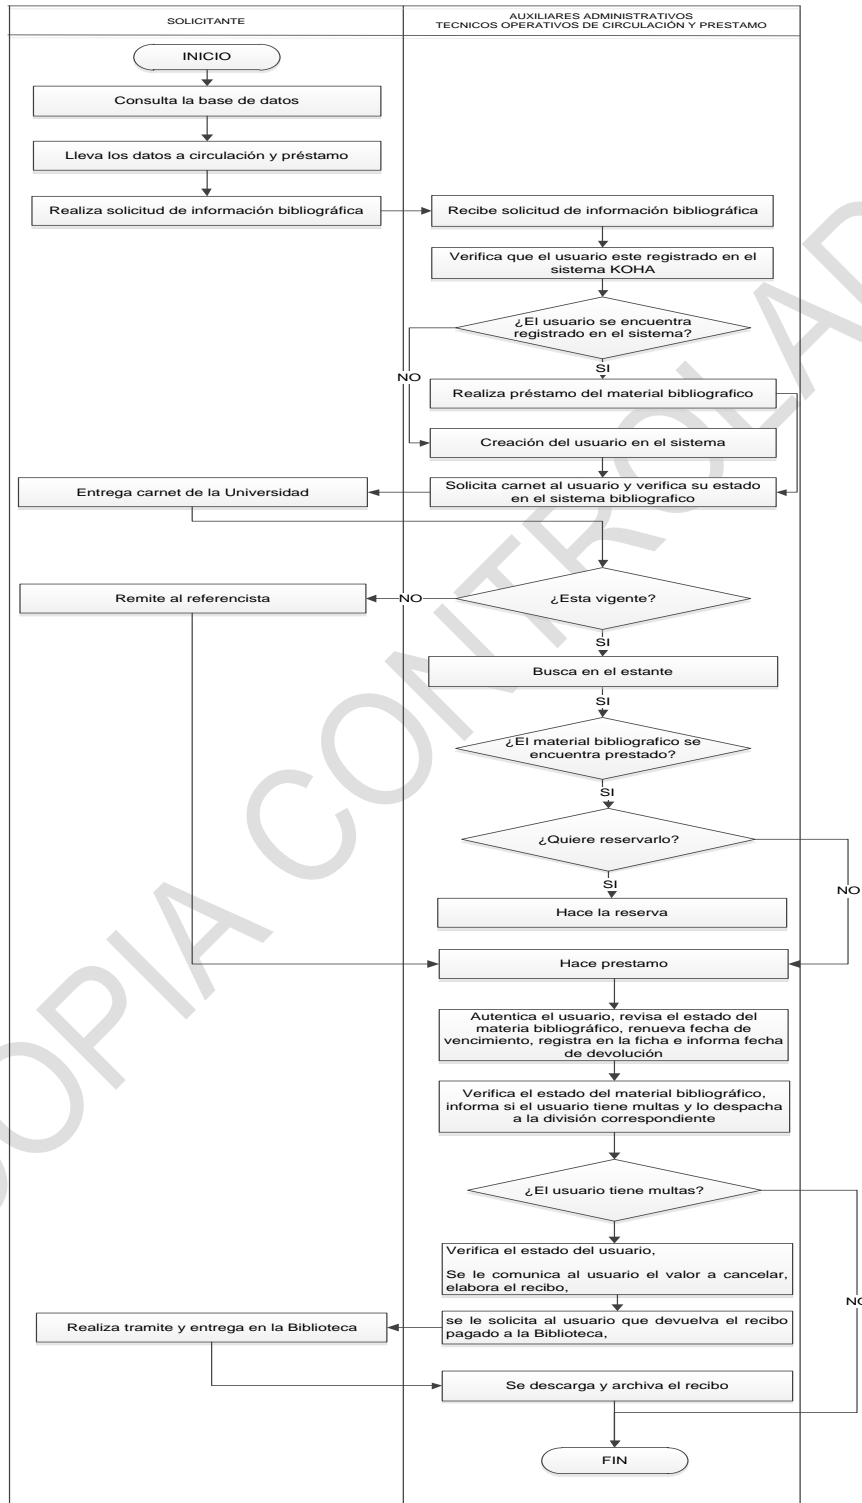 SOLICITANTE
AUXILIARES ADMINISTRATIVOS
TECNICOS OPERATIVOS DE CIRCULACIÓN Y PRESTAMO
INICIO
Consulta la base de datos
Lleva los datos a circulación y préstamo
Realiza solicitud de información bibliográfica
Recibe solicitud de información bibliográfica
Verifica que el usuario este registrado en el
sistema KOHA
¿El usuario se encuentra
registrado en el sistema?
SI
NO
Realiza préstamo del material bibliografico
Creación del usuario en el sistema
Solicita carnet al usuario y verifica su estado
en el sistema bibliografico
Entrega carnet de la Universidad
¿Esta vigente?
NO
Remite al referencista
SI
Busca en el estante
SI
¿El material bibliografico se
encuentra prestado?
SI
¿Quiere reservarlo?
SI
NO
Hace la reserva
Hace prestamo
Autentica el usuario, revisa el estado del
materia bibliográfico, renueva fecha de
vencimiento, registra en la ficha e informa fecha
de devolución
Verifica el estado del material bibliográfico,
informa si el usuario tiene multas y lo despacha
a la división correspondiente
¿El usuario tiene multas?
Verifica el estado del usuario,
Se le comunica al usuario el valor a cancelar,
elabora el recibo,
NO
se le solicita al usuario que devuelva el recibo
pagado a la Biblioteca,
Realiza tramite y entrega en la Biblioteca
Se descarga y archiva el recibo
FIN
COPIA CONTROLAD